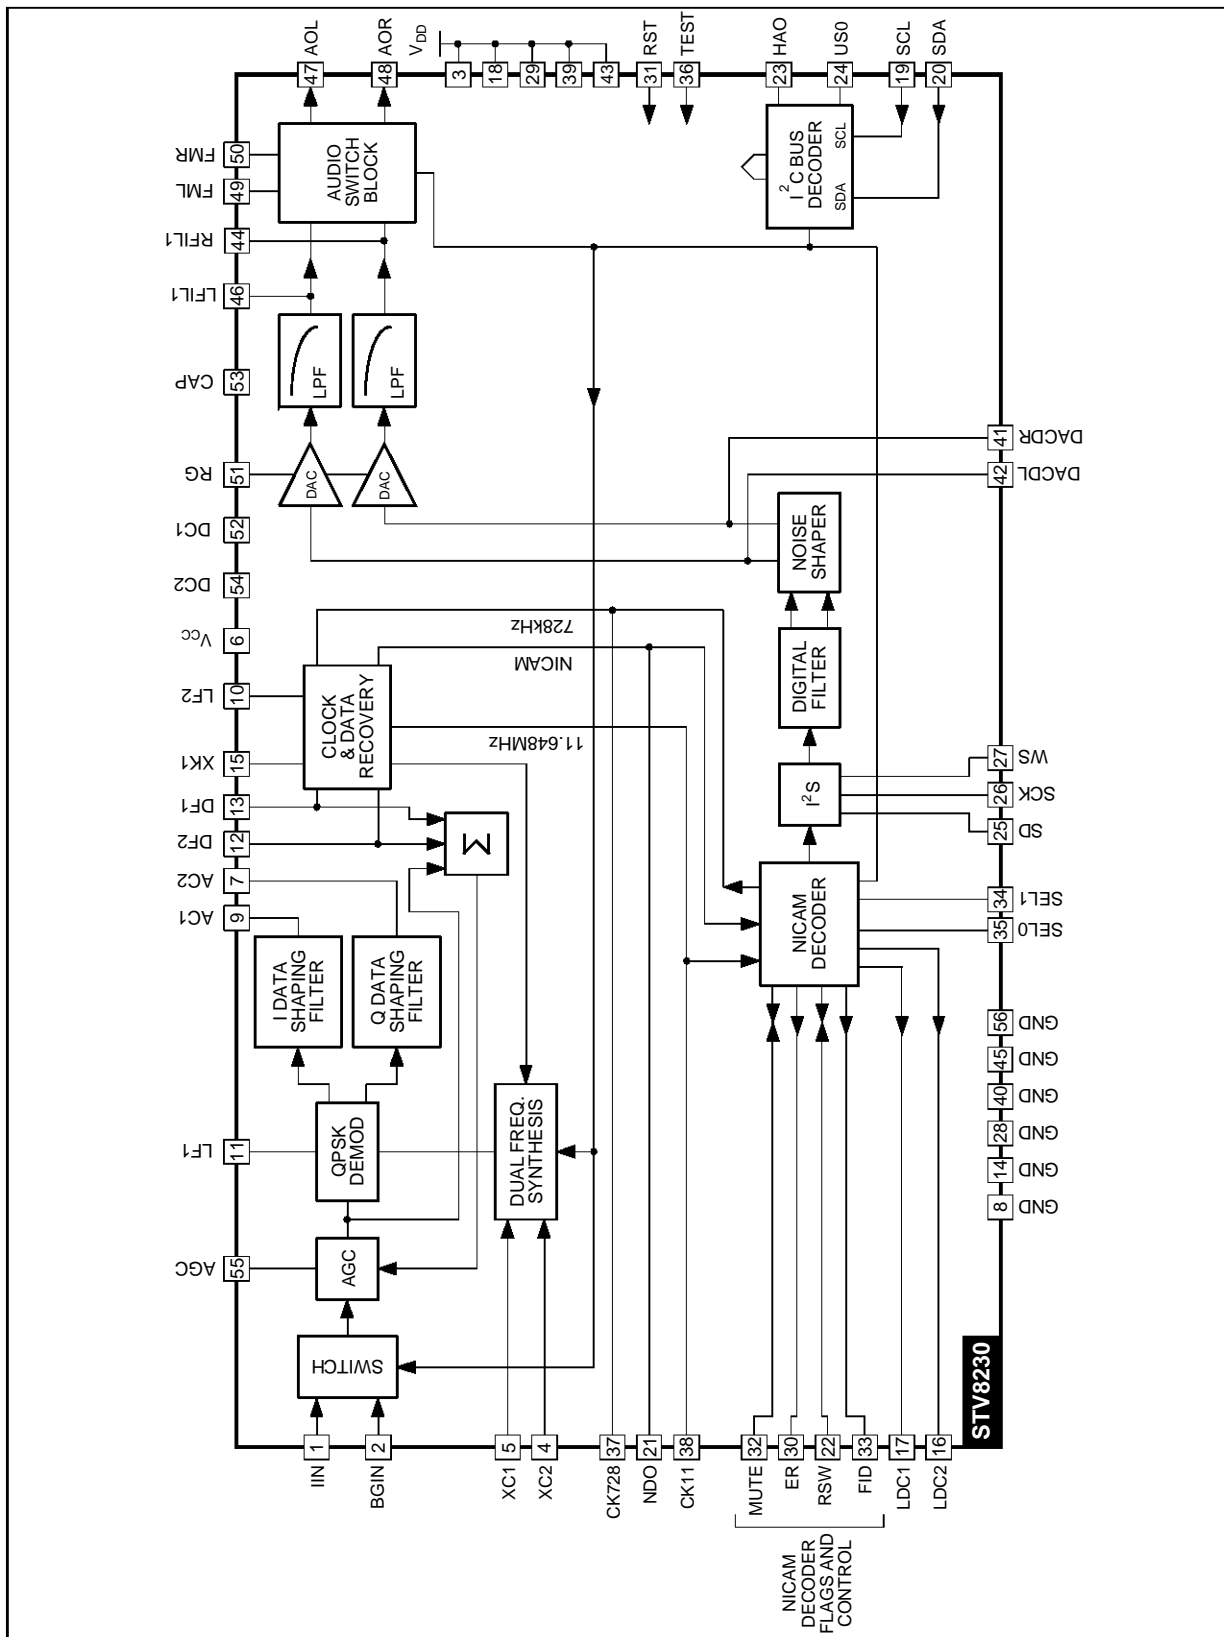 AOL
47
AOR
48
VDD
3
18
29
39
43
RST
31
TEST
36
HAO
23
US0
24
SCL
19
SDA
20
FMR
50
FML
49
RFIL1
44
LFIL1
46
CAP
53
RG
51
DC1
52
DC2
54
VCC
6
LF2
10
XK1
15
DF1
13
DF2
12
AC2
7
AC1
9
LF1
11
AGC
55
AUDIO
SWITCH
BLOCK
I2C BUS
DECODER
SDA
SCL
LPF
LPF
DAC
DAC
NOISE
SHAPER
DIGITAL
FILTER
I2S
NICAM
DECODER
CLOCK
& DATA
RECOVERY
728kHz
NICAM
11.648MHz
Σ
I DATA
SHAPING
FILTER
Q DATA
SHAPING
FILTER
QPSK
DEMOD
DUAL FREQ.
SYNTHESIS
AGC
SWITCH
41
DACDR
42
DACDL
27
WS
26
SCK
25
SD
34
SEL1
35
SEL0
56
GND
45
GND
40
GND
28
GND
14
GND
8
GND
STV8230
IIN
1
BGIN
2
XC1
5
XC2
4
CK728
37
NDO
21
CK11
38
MUTE
32
ER
30
RSW
22
FID
33
LDC1
17
LDC2
16
NICAM
DECODER
FLAGS AND
CONTROL